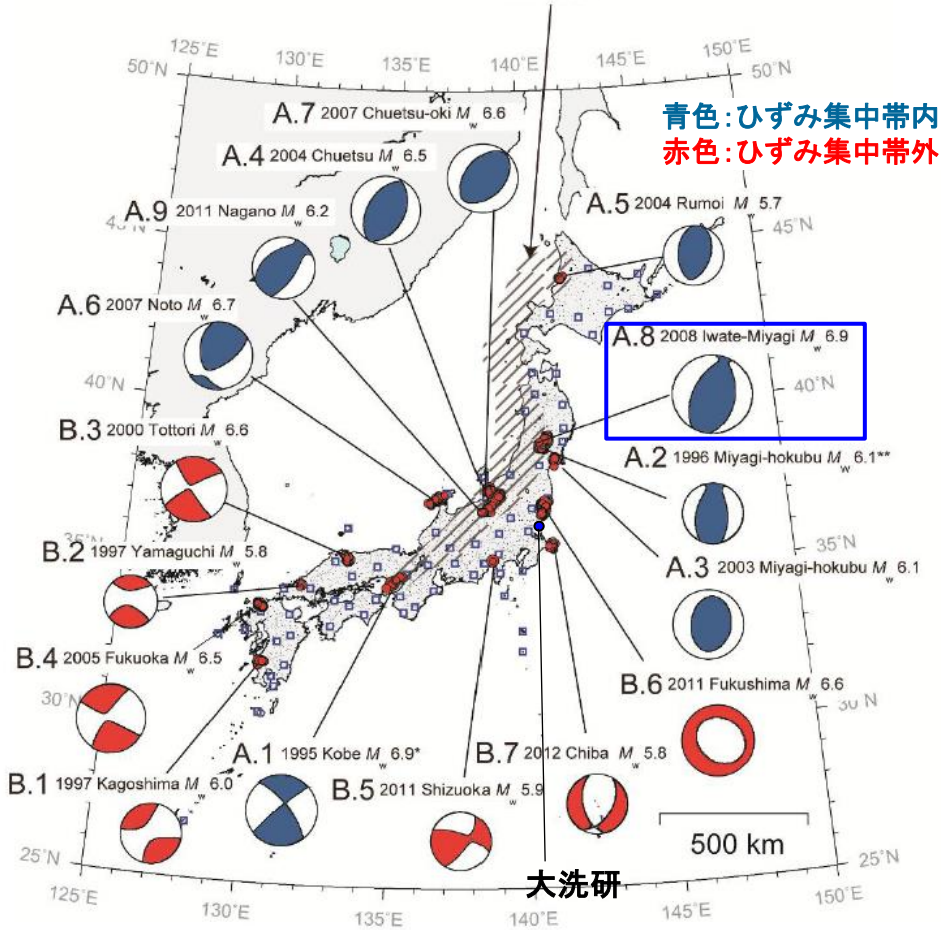 125°E
130°E
135°E
140°E
145°E
150°E
50°N
50°N
A.7 2007 Chuetsu-oki Mw 6.6
青色：ひずみ集中帯内
赤色：ひずみ集中帯外
A.4 2004 Chuetsu Mw 6.5
A.9 2011 Nagano Mw 6.2
A.5 2004 Rumoi Mw 5.7
45°N
A.6 2007 Noto Mw 6.7
A.8 2008 Iwate-Miyagi Mw 6.9
40°N
40°N
B.3 2000 Tottori Mw 6.6
A.2 1996 Miyagi-hokubu Mw 6.1**
35°N
35°N
B.2 1997 Yamaguchi Mw 5.8
A.3 2003 Miyagi-hokubu Mw 6.1
B.4 2005 Fukuoka Mw 6.5
B.6 2011 Fukushima Mw 6.6
30°N
30°N
A.1 1995 Kobe Mw 6.9*
B.7 2012 Chiba Mw 5.8
B.1 1997 Kagoshima Mw 6.0
B.5 2011 Shizuoka Mw 5.9
500 km
25°N
25°N
大洗研
125°E
130°E
135°E
140°E
145°E
150°E